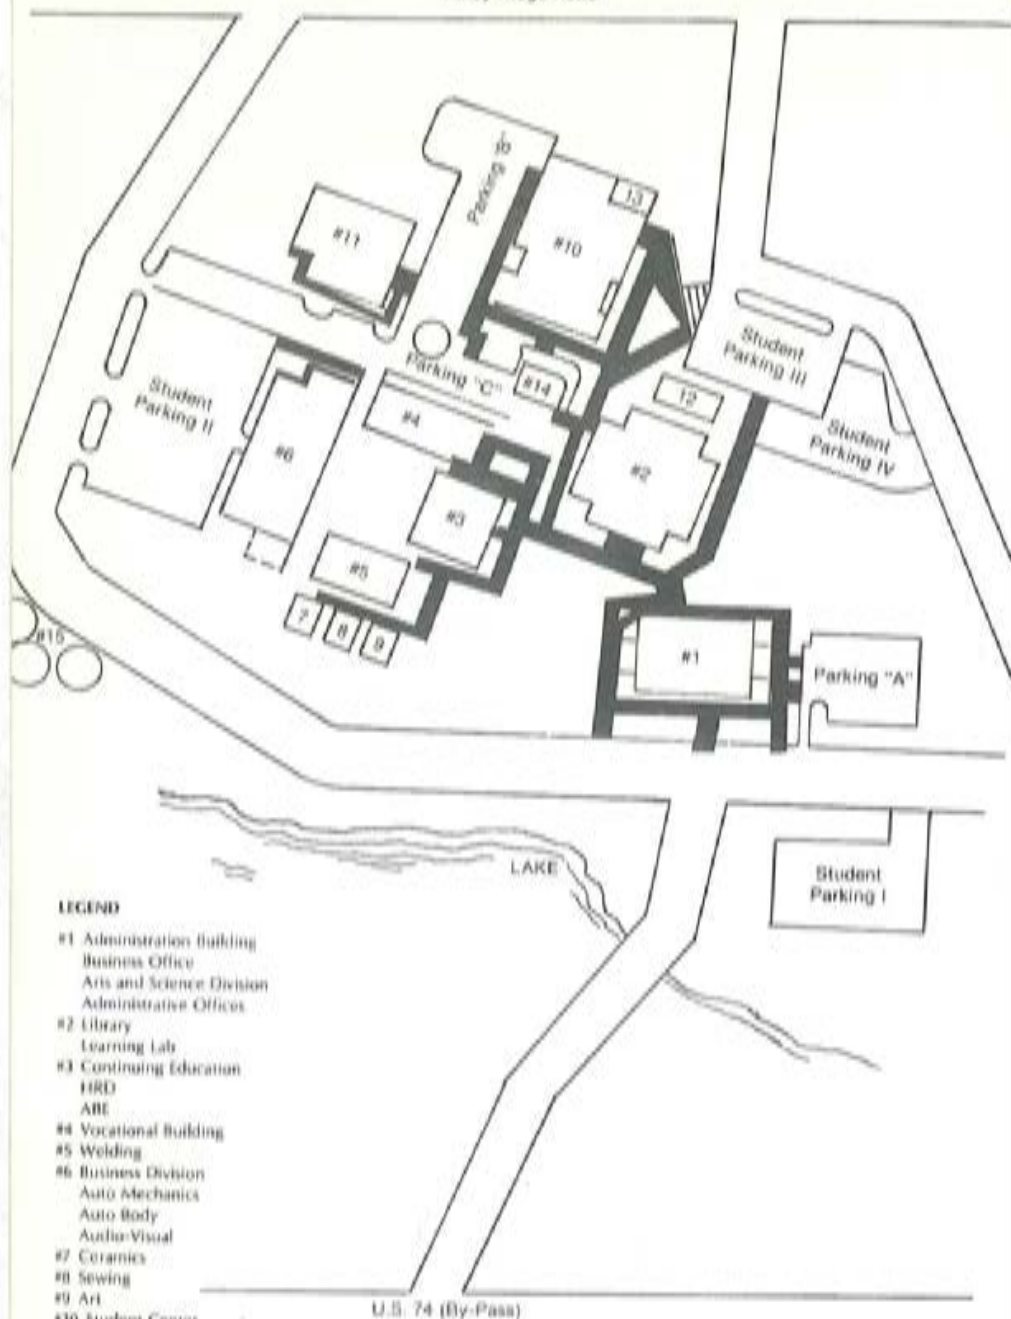 Parking "B"
13
#11
#10
Student
Parking III
Parking "C"
#14
12
Student
Parking II
#4
Student
Parking IV
#6
#2
#3
#5
7
8
9
#15
#1
Parking "A"
LAKE
Student
Parking I
LEGEND
#1 Administration Building
Business Office
Arts and Science Division
Administrative Offices
#2 Library
Learning Lab
#3 Continuing Education
HRD
ABE
#4 Vocational Building
#5 Welding
#6 Business Division
Auto Mechanics
Auto Body
Audio-Visual
#7 Ceramics
#8 Sewing
#9 Art
#10 Student Center
U.S. 74 (By-Pass)